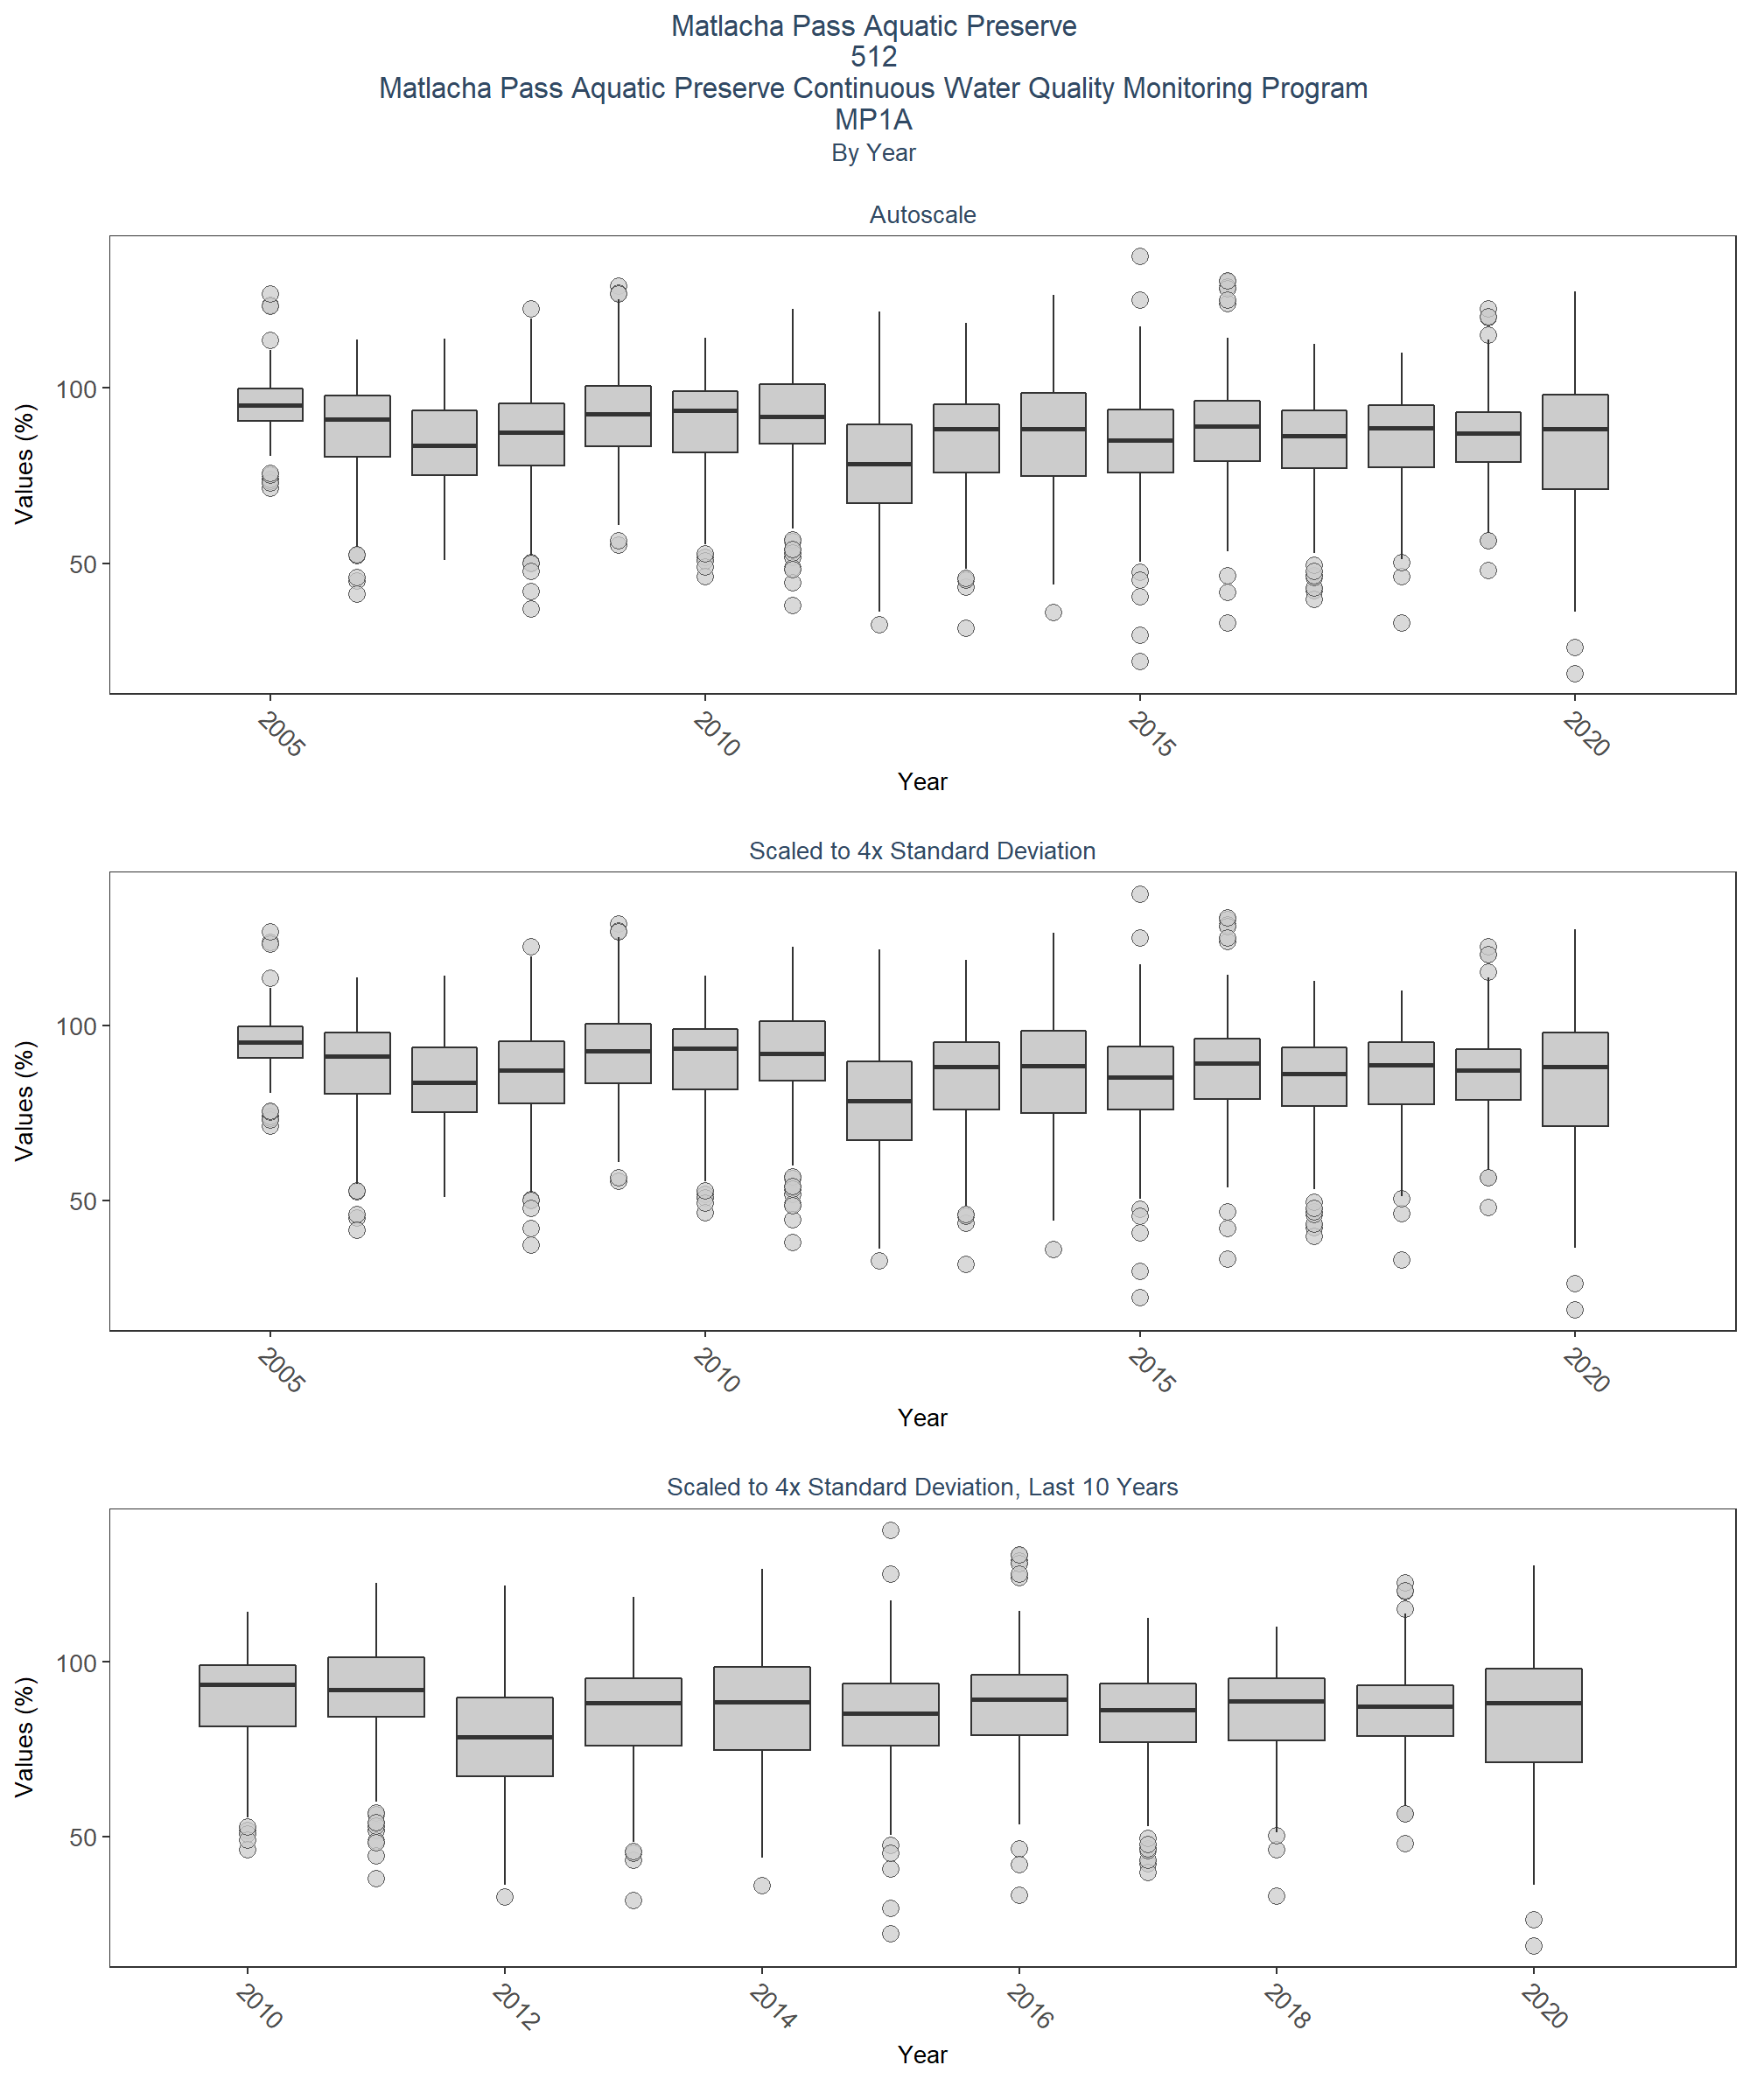 Matlacha Pass Aquatic Preserve
512
Matlacha Pass Aquatic Preserve Continuous Water Quality Monitoring Program
MP1A
By Year
Autoscale
Values (%)
100
50
2005
2010
2015
2020
Year
Scaled to 4x Standard Deviation
Values (%)
100
50
2005
2010
2015
2020
Year
Scaled to 4x Standard Deviation, Last 10 Years
Values (%)
100
50
2010
2012
2014
2016
2018
2020
Year